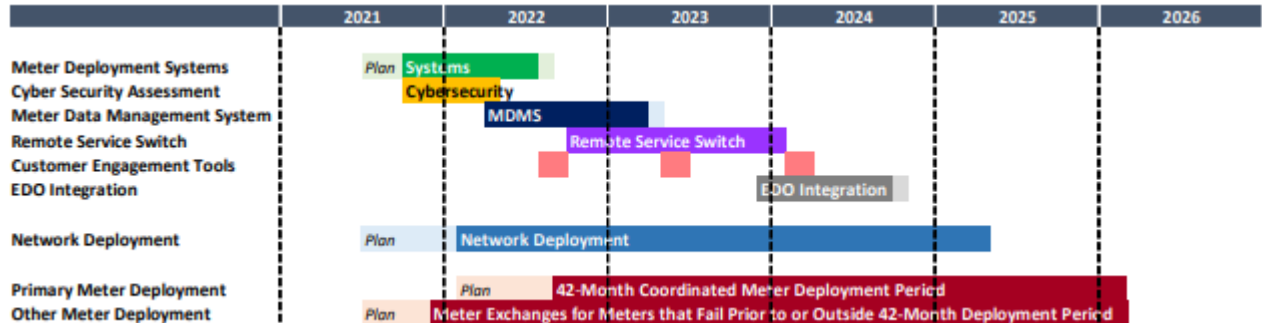 2021 2022 2023 2024 2025 2026
Meter Deployment Systems Plan Systems
Cyber Security Assessment Cybersecurity
Meter Data Management System MDMS
Remote Service Switch Remote Service Switch
Customer Engagement Tools
EDO Integration EDO Integration
Network Deployment Plan Network Deployment
Primary Meter Deployment Plan 42-Month Coordinated Meter Deployment Period
Other Meter Deployment Plan Meter Exchanges for Meters that Fail Prior to or Outside 42-Month Deployment Period